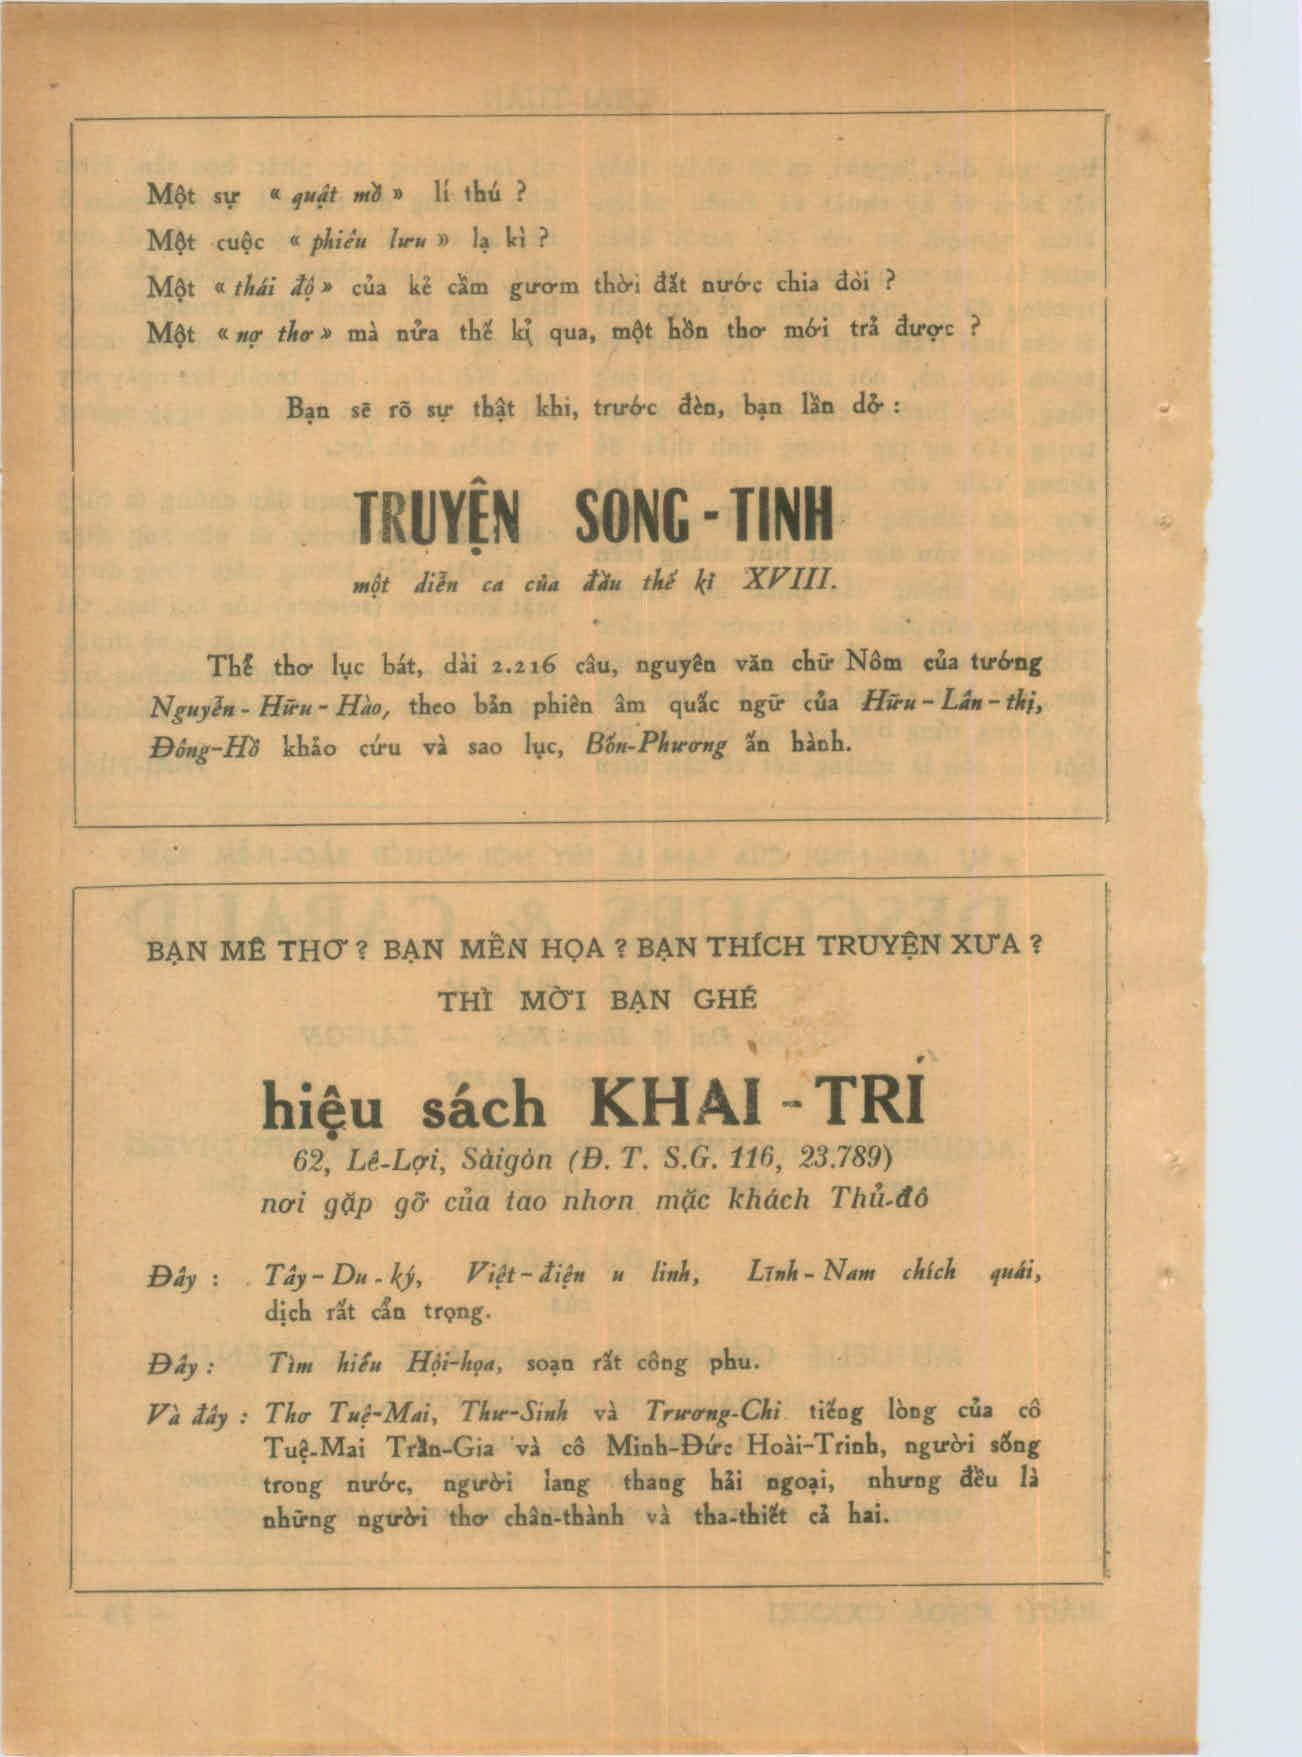 Một sự « quật mồ » lí thú ?
Một cuộc « phiêu lưu » lạ kì ?
Một « thái độ » của kẻ cầm gươm thời đất nước chia đôi ?
Một « nợ thơ » mà nửa thế kỉ qua, một hồn thơ mới trả được ?
Bạn sẽ rõ sự thật khi, trước đèn, bạn lần dở :
TRUYỆN SONG - TINH
một diễn ca của đầu thế kỉ XVIII.
Thể thơ lục bát, dài 2.216 câu, nguyên văn chữ Nôm của tướng
Nguyễn - Hữu - Hào, theo bản phiên âm quấc ngữ của Hữu - Lân - thị,
Đông-Hồ khảo cứu và sao lục, Bốn-Phương ấn hành.
BẠN MÊ THƠ ? BẠN MẾN HỌA ? BẠN THÍCH TRUYỆN XƯA ?
THÌ MỜI BẠN GHÉ
hiệu sách KHAI - TRÍ
62, Lê-Lợi, Sàigòn (Đ. T. S.G. 116, 23.789)
nơi gặp gỡ của tao nhơn mặc khách Thủ-đô
Đây : Tây - Du - ký, Việt - điện u linh, Lĩnh - Nam chích quái,
dịch rất cẩn trọng.
Đây : Tìm hiểu Hội-họa, soạn rất công phu.
Và đây : Thơ Tuệ-Mai, Thư-Sinh và Trương-Chi tiếng lòng của cô
Tuệ-Mai Trần-Gia và cô Minh-Đức Hoài-Trinh, người sống
trong nước, người lang thang hải ngoại, nhưng đều là
những người thơ chân-thành và tha-thiết cả hai.